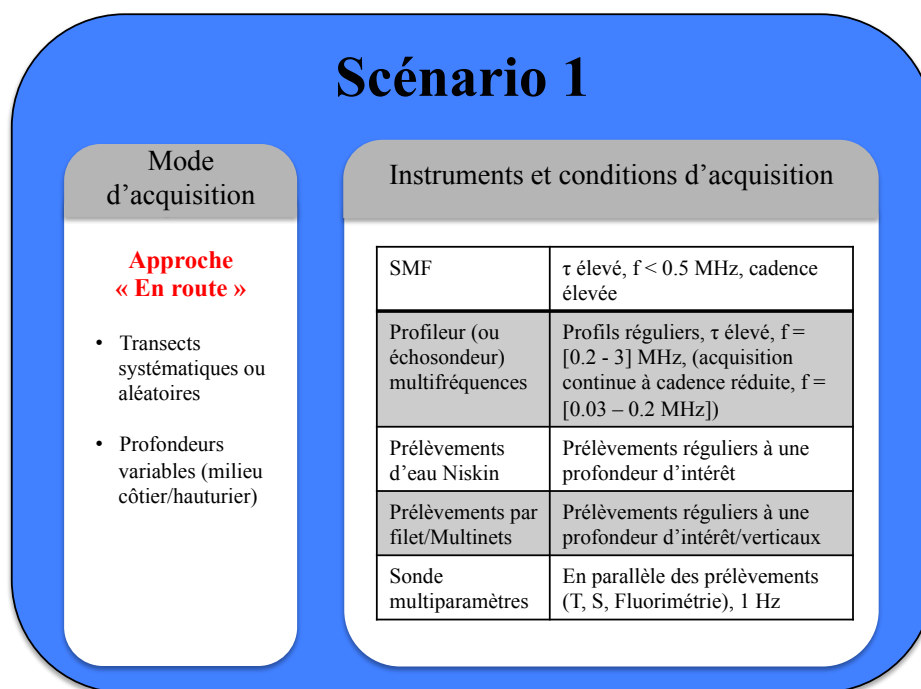 Scénario 1
Mode
d’acquisition
Approche
« En route »
• Transects
systématiques ou
aléatoires
• Profondeurs
variables (milieu
côtier/hauturier)
Instruments et conditions d’acquisition
SMF
τ élevé, f < 0.5 MHz, cadence
élevée
Profileur (ou
échosondeur)
multifréquences
Profils réguliers, τ élevé, f =
[0.2 - 3] MHz, (acquisition
continue à cadence réduite, f =
[0.03 – 0.2 MHz])
Prélèvements
d’eau Niskin
Prélèvements réguliers à une
profondeur d’intérêt
Prélèvements par
filet/Multinets
Prélèvements réguliers à une
profondeur d’intérêt/verticaux
Sonde
multiparamètres
En parallèle des prélèvements
(T, S, Fluorimétrie), 1 Hz